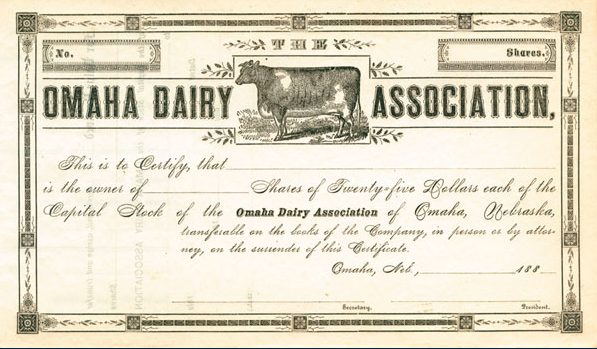 THE
No.
Shares.
OMAHA DAIRY ASSOCIATION,
This is to Certify, that
is the owner of Shares of Twenty-five Dollars each of the
Capital Stock of the Omaha Dairy Association of Omaha, Nebraska,
transferable on the books of the Company, in person or by attor-
ney, on the surrender of this Certificate.
Omaha, Neb., 188
Secretary. President.